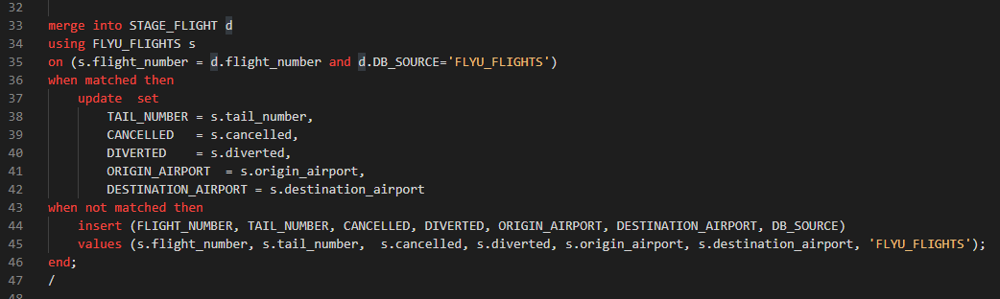 32
33 merge into STAGE_FLIGHT d
34 using FLYU_FLIGHTS s
35 on (s.flight_number = d.flight_number and d.DB_SOURCE='FLYU_FLIGHTS')
36 when matched then
37     update  set
38         TAIL_NUMBER = s.tail_number,
39         CANCELLED   = s.cancelled,
40         DIVERTED    = s.diverted,
41         ORIGIN_AIRPORT  = s.origin_airport,
42         DESTINATION_AIRPORT = s.destination_airport
43 when not matched then
44     insert (FLIGHT_NUMBER, TAIL_NUMBER, CANCELLED, DIVERTED, ORIGIN_AIRPORT, DESTINATION_AIRPORT, DB_SOURCE)
45     values (s.flight_number, s.tail_number,  s.cancelled, s.diverted, s.origin_airport, s.destination_airport, 'FLYU_FLIGHTS');
46 end;
47 /
48